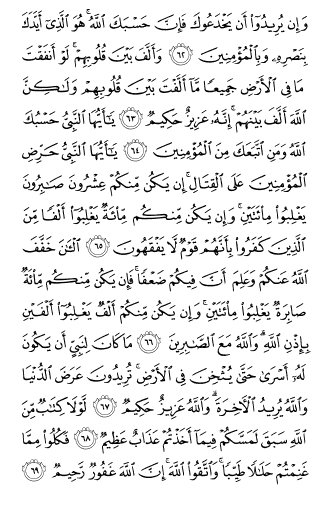 وَإِن يُرِيدُوٓا۟ أَن يَخْدَعُوكَ فَإِنَّ حَسْبَكَ ٱللَّهُ ۚ هُوَ ٱلَّذِىٓ أَيَّدَكَ
بِنَصْرِهِۦ وَبِٱلْمُؤْمِنِينَ ﴿٦٢﴾ وَأَلَّفَ بَيْنَ قُلُوبِهِمْ ۚ لَوْ أَنفَقْتَ
مَا فِى ٱلْأَرْضِ جَمِيعًا مَّآ أَلَّفْتَ بَيْنَ قُلُوبِهِمْ وَلَـٰكِنَّ
ٱللَّهَ أَلَّفَ بَيْنَهُمْ ۚ إِنَّهُۥ عَزِيزٌ حَكِيمٌ ﴿٦٣﴾ يَـٰٓأَيُّهَا ٱلنَّبِىُّ حَسْبُكَ
ٱللَّهُ وَمَنِ ٱتَّبَعَكَ مِنَ ٱلْمُؤْمِنِينَ ﴿٦٤﴾ يَـٰٓأَيُّهَا ٱلنَّبِىُّ حَرِّضِ
ٱلْمُؤْمِنِينَ عَلَى ٱلْقِتَالِ ۚ إِن يَكُن مِّنكُمْ عِشْرُونَ صَـٰبِرُونَ
يَغْلِبُوا۟ مِا۟ئَتَيْنِ ۚ وَإِن يَكُن مِّنكُم مِّا۟ئَةٌ يَغْلِبُوٓا۟ أَلْفًا مِّنَ
ٱلَّذِينَ كَفَرُوا۟ بِأَنَّهُمْ قَوْمٌ لَّا يَفْقَهُونَ ﴿٦٥﴾ ٱلْـَٔـٰنَ خَفَّفَ
ٱللَّهُ عَنكُمْ وَعَلِمَ أَنَّ فِيكُمْ ضَعْفًا ۚ فَإِن يَكُن مِّنكُم مِّا۟ئَةٌ
صَابِرَةٌ يَغْلِبُوا۟ مِا۟ئَتَيْنِ ۚ وَإِن يَكُن مِّنكُمْ أَلْفٌ يَغْلِبُوٓا۟ أَلْفَيْنِ
بِإِذْنِ ٱللَّهِ ۗ وَٱللَّهُ مَعَ ٱلصَّـٰبِرِينَ ﴿٦٦﴾ مَا كَانَ لِنَبِىٍّ أَن يَكُونَ
لَهُۥٓ أَسْرَىٰ حَتَّىٰ يُثْخِنَ فِى ٱلْأَرْضِ ۚ تُرِيدُونَ عَرَضَ ٱلدُّنْيَا
وَٱللَّهُ يُرِيدُ ٱلْـَٔاخِرَةَ ۗ وَٱللَّهُ عَزِيزٌ حَكِيمٌ ﴿٦٧﴾ لَّوْلَا كِتَـٰبٌ مِّنَ
ٱللَّهِ سَبَقَ لَمَسَّكُمْ فِيمَآ أَخَذْتُمْ عَذَابٌ عَظِيمٌ ﴿٦٨﴾ فَكُلُوا۟ مِمَّا
غَنِمْتُمْ حَلَـٰلًا طَيِّبًا ۚ وَٱتَّقُوا۟ ٱللَّهَ ۚ إِنَّ ٱللَّهَ غَفُورٌ رَّحِيمٌ ﴿٦٩﴾